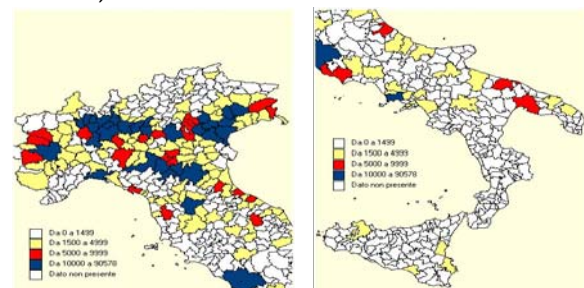 Da 0 a 1499
Da 1500 a 4999
Da 5000 a 9999
Da 10000 a 90578
Dato non presente
Da 0 a 1499
Da 1500 a 4999
Da 5000 a 9999
Da 10000 a 90578
Dato non presente